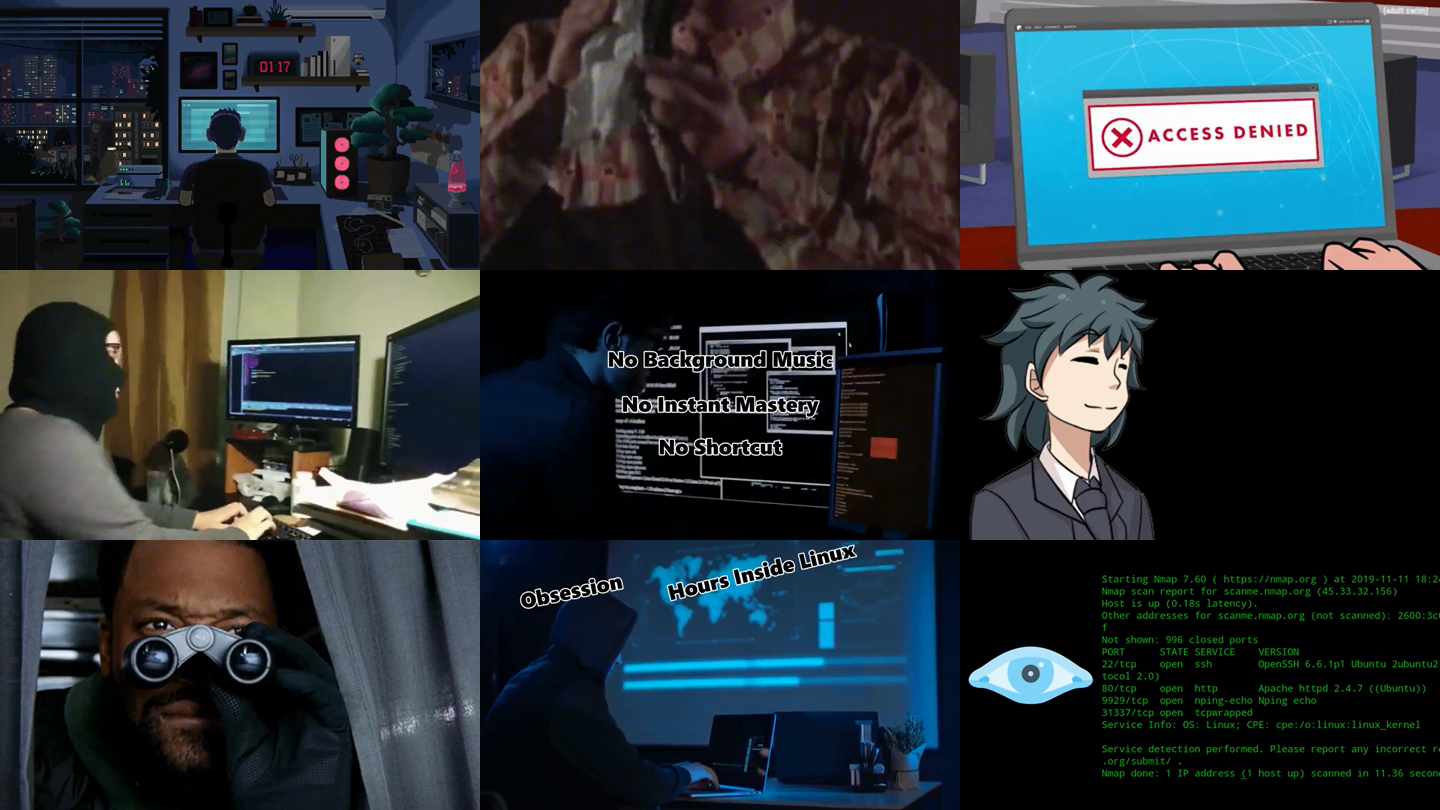 01 17
[adult swim]
ACCESS DENIED
No Background Music
No Instant Mastery
No Shortcut
Obsession
Hours Inside Linux
Starting Nmap 7.60 ( https://nmap.org ) at 2019-11-11 18:24
Nmap scan report for scanme.nmap.org (45.33.32.156)
Host is up (0.18s latency).
Other addresses for scanme.nmap.org (not scanned): 2600:3c0
f
Not shown: 996 closed ports
PORT STATE SERVICE VERSION
22/tcp open ssh OpenSSH 6.6.1p1 Ubuntu 2ubuntu2
tocol 2.0)
80/tcp open http Apache httpd 2.4.7 ((Ubuntu))
9929/tcp open nping-echo Nping echo
31337/tcp open tcpwrapped
Service Info: OS: Linux; CPE: cpe:/o:linux:linux_kernel
Service detection performed. Please report any incorrect re
.org/submit/ .
Nmap done: 1 IP address (1 host up) scanned in 11.36 secon